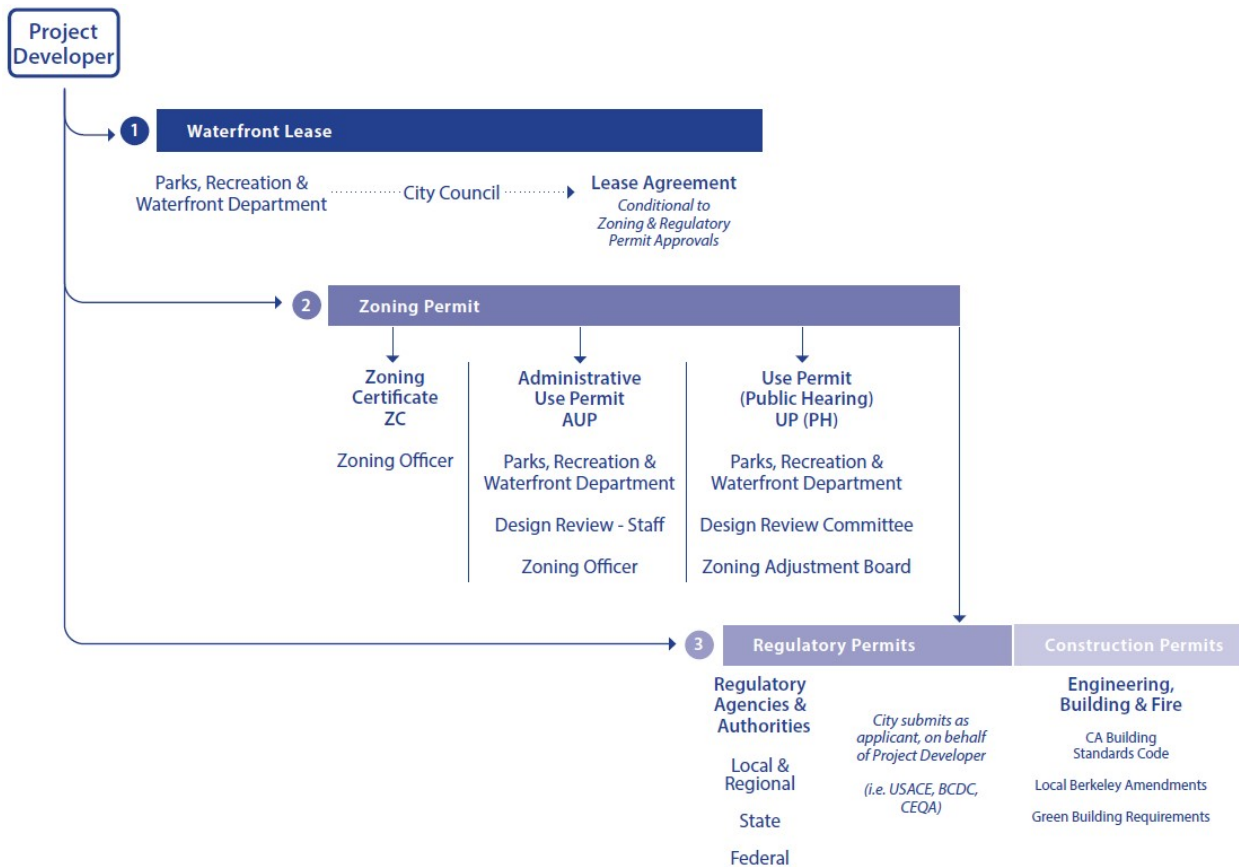 Project
Developer
1
Waterfront Lease
Parks, Recreation &
Waterfront Department
City Council
Lease Agreement
Conditional to
Zoning & Regulatory
Permit Approvals
2
Zoning Permit
Zoning
Certificate
ZC
Zoning Officer
Administrative
Use Permit
AUP
Parks, Recreation &
Waterfront Department
Design Review - Staff
Zoning Officer
Use Permit
(Public Hearing)
UP (PH)
Parks, Recreation &
Waterfront Department
Design Review Committee
Zoning Adjustment Board
3
Regulatory Permits
Construction Permits
Regulatory
Agencies &
Authorities
Local &
Regional
State
Federal
City submits as
applicant, on behalf
of Project Developer
(i.e. USACE, BCDC,
CEQA)
Engineering,
Building & Fire
CA Building
Standards Code
Local Berkeley Amendments
Green Building Requirements